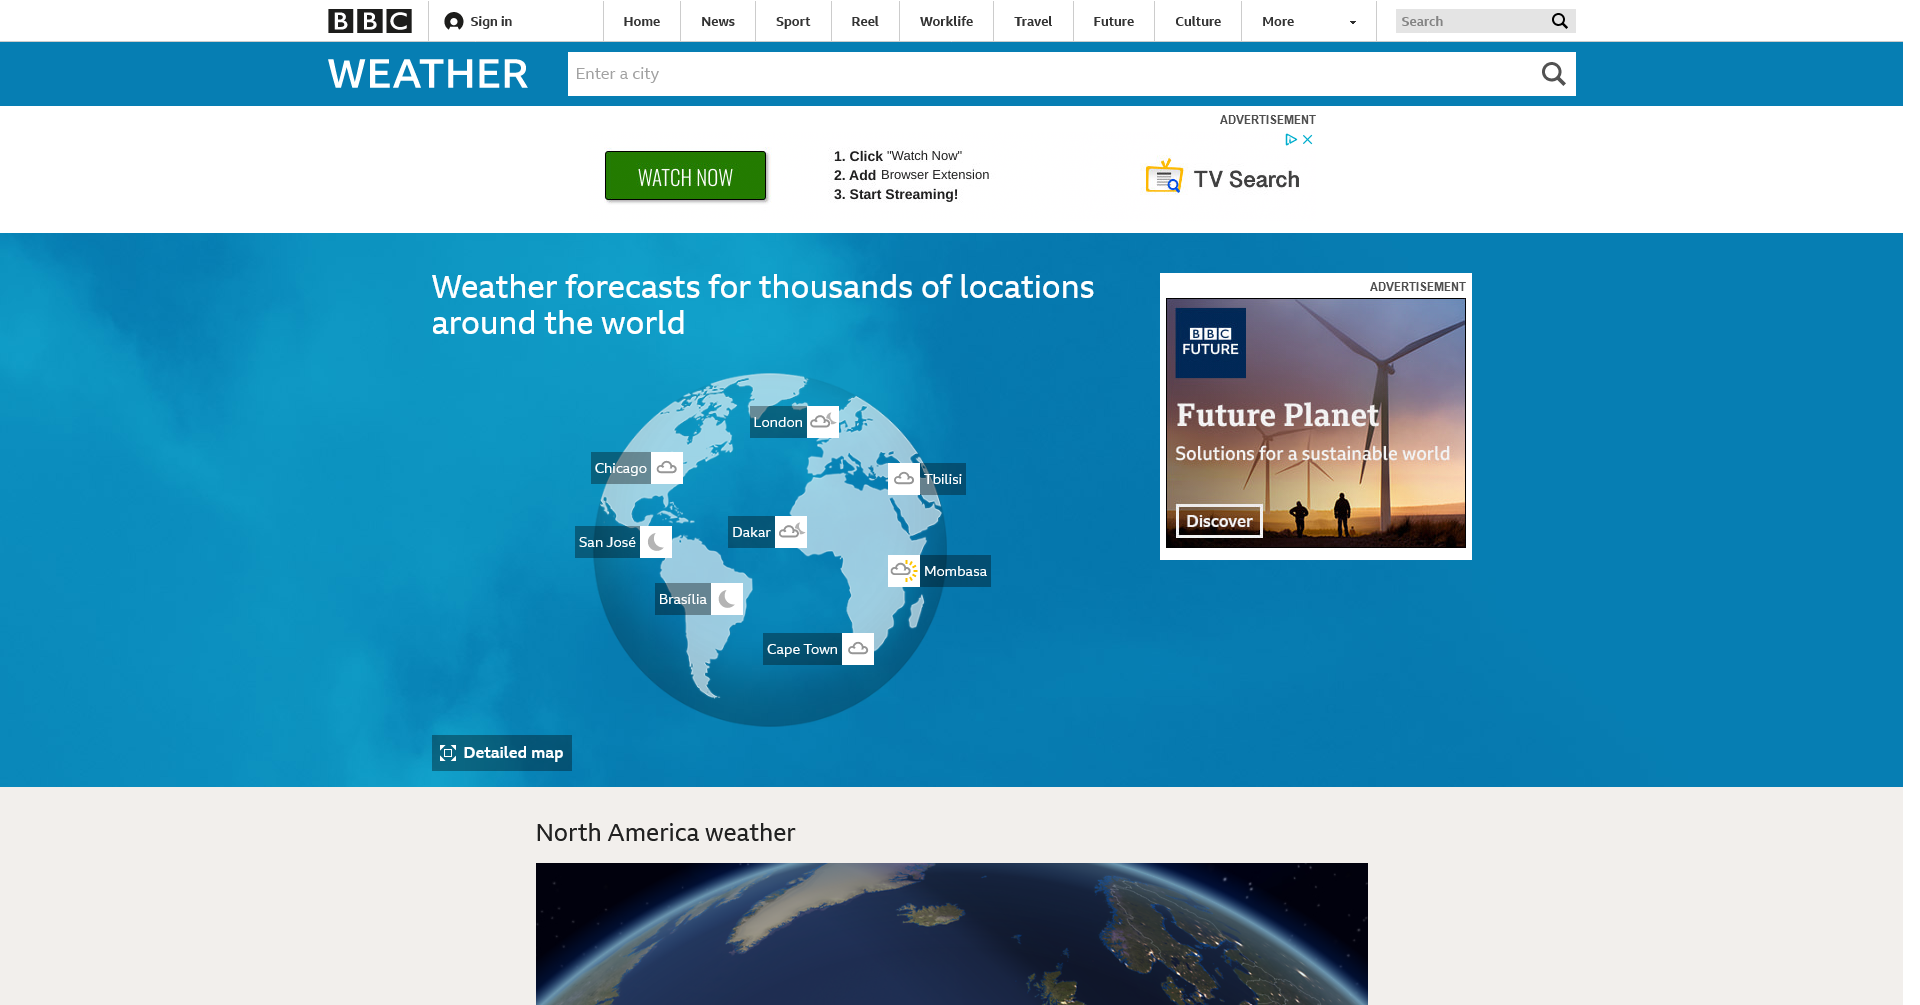 BBC
Sign in
Home
News
Sport
Reel
Worklife
Travel
Future
Culture
More
Search
WEATHER
Enter a city
ADVERTISEMENT
WATCH NOW
1. Click "Watch Now"
2. Add Browser Extension
3. Start Streaming!
TV Search
Weather forecasts for thousands of locations
around the world
ADVERTISEMENT
BBC
FUTURE
Future Planet
Solutions for a sustainable world
Discover
London
Chicago
Tbilisi
Dakar
San José
Mombasa
Brasília
Cape Town
Detailed map
North America weather